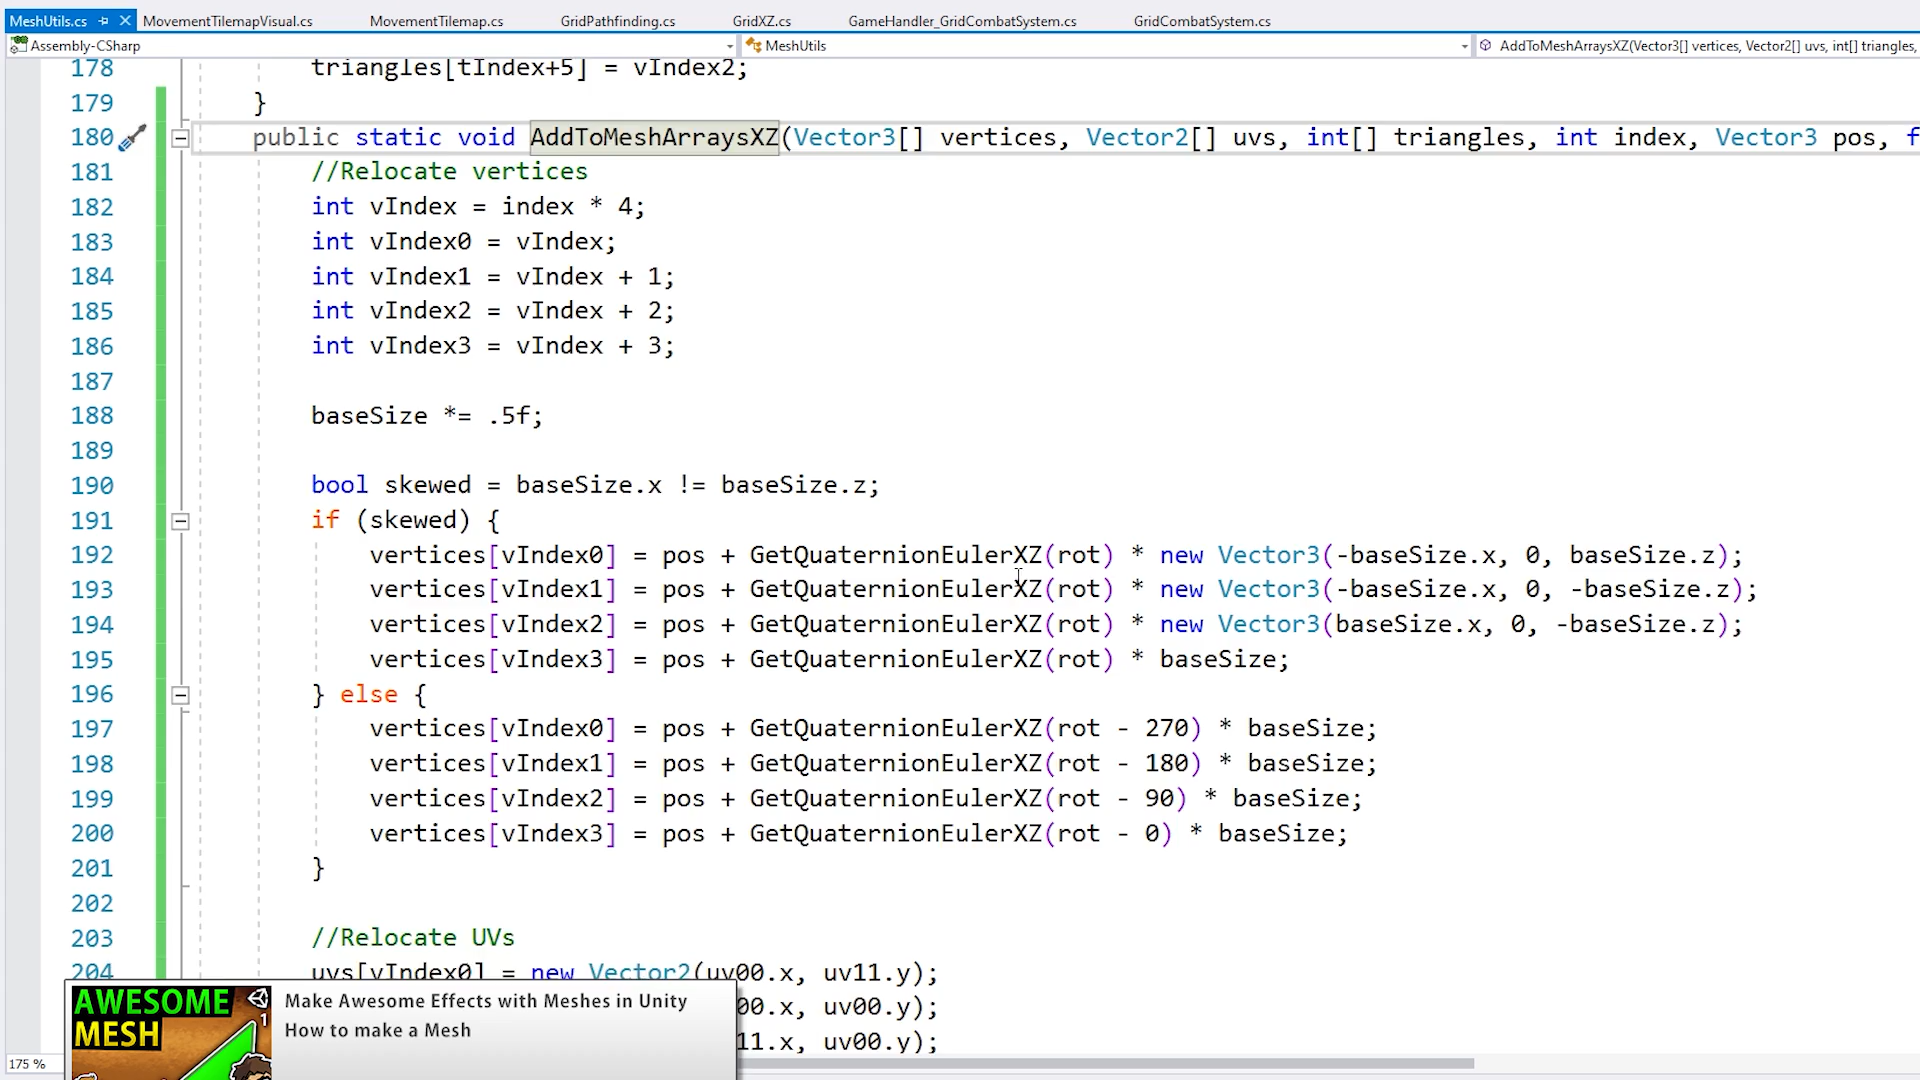 MeshUtils.cs MovementTilemapVisual.cs MovementTilemap.cs GridPathfinding.cs GridXZ.cs GameHandler_GridCombatSystem.cs GridCombatSystem.cs
Assembly-CSharp MeshUtils AddToMeshArraysXZ(Vector3[] vertices, Vector2[] uvs, int[] triangles,
178 triangles[tIndex+5] = vIndex2;
179 }
180 public static void AddToMeshArraysXZ(Vector3[] vertices, Vector2[] uvs, int[] triangles, int index, Vector3 pos, f
181 //Relocate vertices
182 int vIndex = index * 4;
183 int vIndex0 = vIndex;
184 int vIndex1 = vIndex + 1;
185 int vIndex2 = vIndex + 2;
186 int vIndex3 = vIndex + 3;
187
188 baseSize *= .5f;
189
190 bool skewed = baseSize.x != baseSize.z;
191 if (skewed) {
192 vertices[vIndex0] = pos + GetQuaternionEulerXZ(rot) * new Vector3(-baseSize.x, 0, baseSize.z);
193 vertices[vIndex1] = pos + GetQuaternionEulerXZ(rot) * new Vector3(-baseSize.x, 0, -baseSize.z);
194 vertices[vIndex2] = pos + GetQuaternionEulerXZ(rot) * new Vector3(baseSize.x, 0, -baseSize.z);
195 vertices[vIndex3] = pos + GetQuaternionEulerXZ(rot) * baseSize;
196 } else {
197 vertices[vIndex0] = pos + GetQuaternionEulerXZ(rot - 270) * baseSize;
198 vertices[vIndex1] = pos + GetQuaternionEulerXZ(rot - 180) * baseSize;
199 vertices[vIndex2] = pos + GetQuaternionEulerXZ(rot - 90) * baseSize;
200 vertices[vIndex3] = pos + GetQuaternionEulerXZ(rot - 0) * baseSize;
201 }
202
203 //Relocate UVs
204 uvs[vIndex0] = new Vector2(uv00.x, uv11.y);
00.x, uv00.y);
11.x, uv00.y);
AWESOME
MESH
1
Make Awesome Effects with Meshes in Unity
How to make a Mesh
175 %